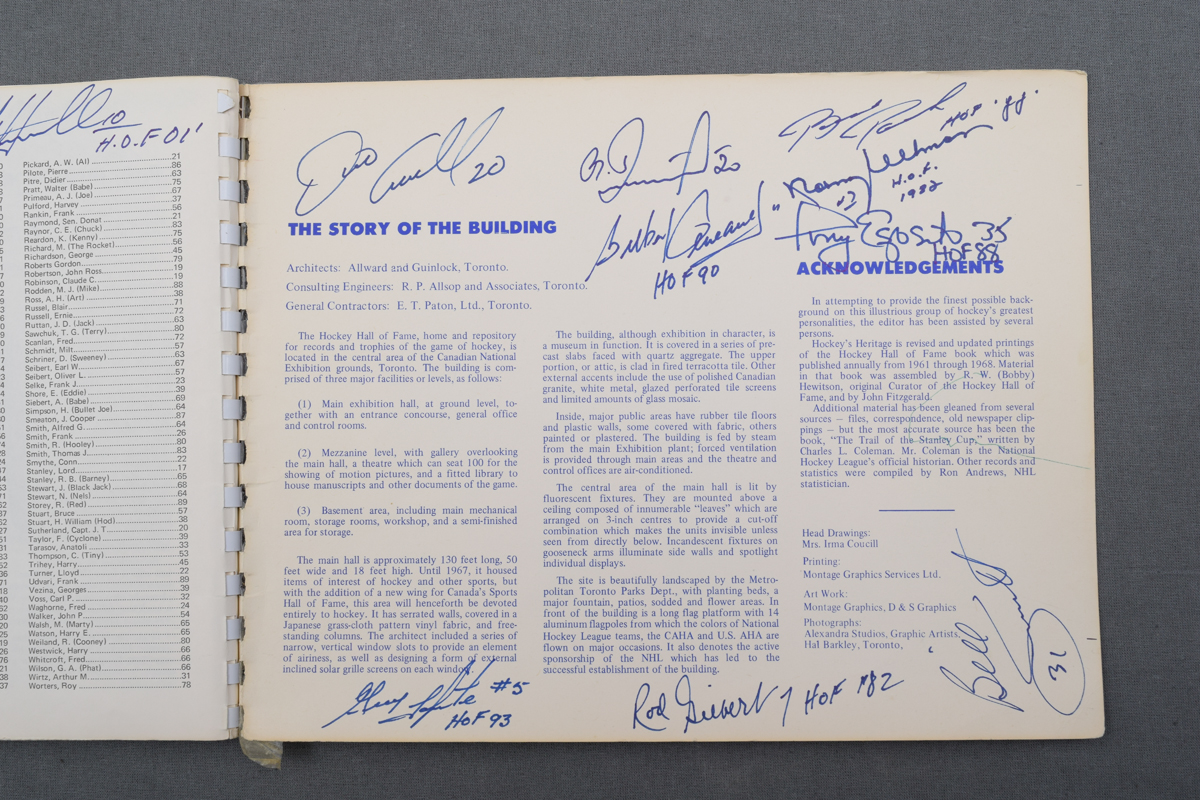 10
H.O.F 01'
Pickard, A. W. (Al) 21
Pilote, Pierre 86
Pitre, Didier 63
Pratt, Walter (Babe) 75
Primeau, A. J. (Joe) 67
Pulford, Harvey 37
Rankin, Frank 56
Raymond, Sen. Donat 21
Raynor, C. E. (Chuck) 83
Reardon, K. (Kenny) 75
Richard, M. (The Rocket) 56
Richardson, George 45
Roberts Gordon 79
Robertson, John Ross 19
Robinson, Claude C. 19
Rodden, M. J. (Mike) 88
Ross, A. H. (Art) 38
Russel, Blair 71
Russell, Ernie 63
Ruttan, J. D. (Jack) 63
Sawchuk, T. G. (Terry) 80
Scanlan, Fred 72
Schmidt, Milt 57
Schriner, D. (Sweeney) 63
Seibert, Earl W. 67
Seibert, Oliver L. 57
Selke, Frank J. 23
Shore, E. (Eddie) 39
Siebert, A. (Babe) 69
Simpson, H. (Bullet Joe) 64
Smeaton, J. Cooper 87
Smith, Alfred G. 64
Smith, Frank 26
Smith, R. (Hooley) 80
Smith, Thomas J. 83
Smythe, Conn 22
Stanley, Lord 17
Stanley, R. B. (Barney) 65
Stewart, J. (Black Jack) 68
Stewart, N. (Nels) 64
Storey, R. (Red) 89
Stuart, Bruce 57
Stuart, H. William (Hod) 38
Sutherland, Capt. J. T. 20
Taylor, F. (Cyclone) 39
Tarasov, Anatoli 33
Thompson, C. (Tiny) 53
Trihey, Harry 45
Turner, Lloyd 22
Udvari, Frank 89
Vezina, Georges 39
Voss, Carl P. 32
Waghorne, Fred 24
Walker, John P. 54
Walsh, M. (Marty) 65
Watson, Harry E. 65
Weiland, R. (Cooney) 80
Westwick, Harry 66
Whitcroft, Fred 66
Wilson, G. A. (Phat) 66
Wirtz, Arthur M. 31
Worters, Roy 78
20
20
HOF '88'
Norm Ullman
#7
H.O.F.
1982
Gilbert Perreault
HOF 90
Tony Esposito 35
HOF 88
THE STORY OF THE BUILDING
Architects: Allward and Guinlock, Toronto.
Consulting Engineers: R. P. Allsop and Associates, Toronto.
General Contractors: E. T. Paton, Ltd., Toronto.
The Hockey Hall of Fame, home and repository
for records and trophies of the game of hockey, is
located in the central area of the Canadian National
Exhibition grounds, Toronto. The building is com-
prised of three major facilities or levels, as follows:
(1) Main exhibition hall, at ground level, to-
gether with an entrance concourse, general office
and control rooms.
(2) Mezzanine level, with gallery overlooking
the main hall, a theatre which can seat 100 for the
showing of motion pictures, and a fitted library to
house manuscripts and other documents of the game.
(3) Basement area, including main mechanical
room, storage rooms, workshop, and a semi-finished
area for storage.
The main hall is approximately 130 feet long, 50
feet wide and 18 feet high. Until 1967, it housed
items of interest of hockey and other sports, but
with the addition of a new wing for Canada's Sports
Hall of Fame, this area will henceforth be devoted
entirely to hockey. It has serrated walls, covered in a
Japanese grass-cloth pattern vinyl fabric, and free-
standing columns. The architect included a series of
narrow, vertical window slots to provide an element
of airiness, as well as designing a form of external
inclined solar grille screens on each window.
The building, although exhibition in character, is
a museum in function. It is covered in a series of pre-
cast slabs faced with quartz aggregate. The upper
portion, or attic, is clad in fired terracotta tile. Other
external accents include the use of polished Canadian
granite, white metal, glazed perforated tile screens
and limited amounts of glass mosaic.
Inside, major public areas have rubber tile floors
and plastic walls, some covered with fabric, others
painted or plastered. The building is fed by steam
from the main Exhibition plant; forced ventilation
is provided through main areas and the theatre and
control offices are air-conditioned.
The central area of the main hall is lit by
fluorescent fixtures. They are mounted above a
ceiling composed of innumerable "leaves" which are
arranged on 3-inch centres to provide a cut-off
combination which makes the units invisible unless
seen from directly below. Incandescent fixtures on
gooseneck arms illuminate side walls and spotlight
individual displays.
The site is beautifully landscaped by the Metro-
politan Toronto Parks Dept., with planting beds, a
major fountain, patios, sodded and flower areas. In
front of the building is a long flag platform with 14
aluminum flagpoles from which the colors of National
Hockey League teams, the CAHA and U.S. AHA are
flown on major occasions. It also denotes the active
sponsorship of the NHL which has led to the
successful establishment of the building.
ACKNOWLEDGEMENTS
In attempting to provide the finest possible back-
ground on this illustrious group of hockey's greatest
personalities, the editor has been assisted by several
persons.
Hockey's Heritage is revised and updated printings
of the Hockey Hall of Fame book which was
published annually from 1961 through 1968. Material
in that book was assembled by R. W. (Bobby)
Hewitson, original Curator of the Hockey Hall of
Fame, and by John Fitzgerald.
Additional material has been gleaned from several
sources – files, correspondence, old newspaper clip-
pings – but the most accurate source has been the
book, "The Trail of the Stanley Cup," written by
Charles L. Coleman. Mr. Coleman is the National
Hockey League's official historian. Other records and
statistics were compiled by Ron Andrews, NHL
statistician.
Head Drawings:
Mrs. Irma Coucill
Printing:
Montage Graphics Services Ltd.
Art Work:
Montage Graphics, D & S Graphics
Photographs:
Alexandra Studios, Graphic Artists,
Hal Barkley, Toronto,
Guy Lapointe #5
HOF 93
Rod Gilbert 7 HOF '82
Bill Smith
31